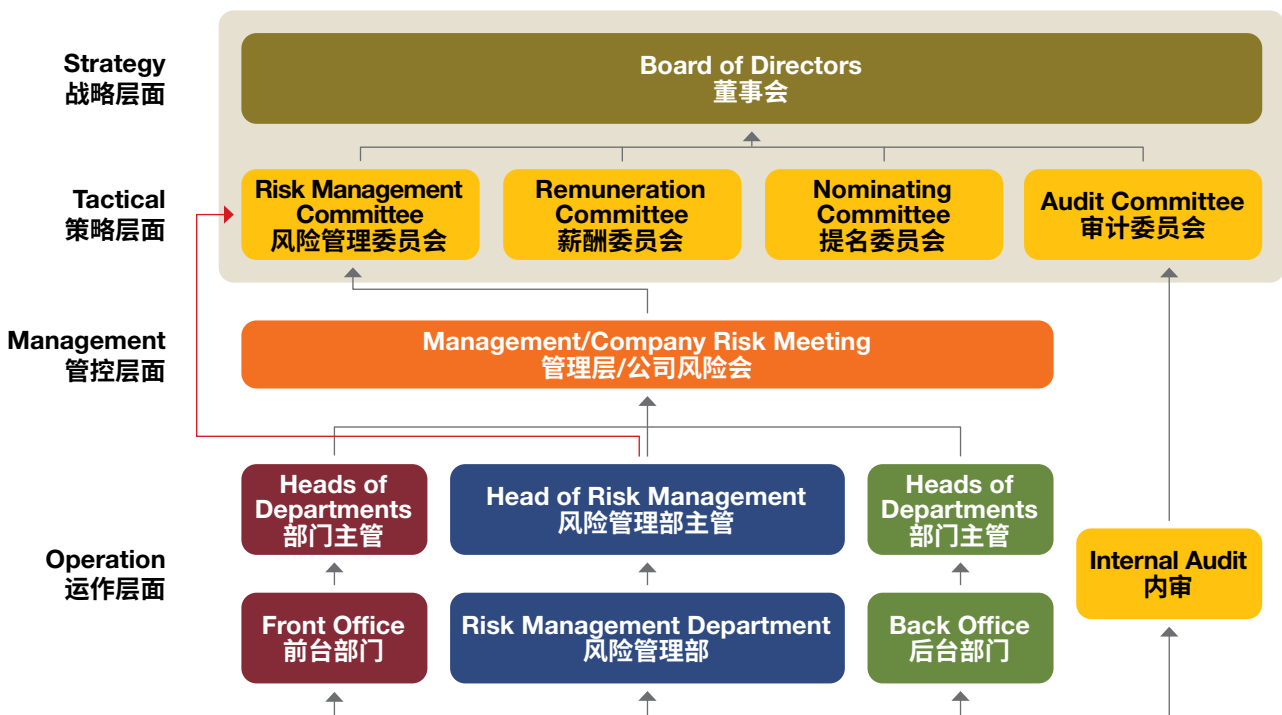 Strategy
战略层面
Board of Directors
董事会
Tactical
策略层面
Risk Management
Committee
风险管理委员会
Remuneration
Committee
薪酬委员会
Nominating
Committee
提名委员会
Audit Committee
审计委员会
Management
管控层面
Management/Company Risk Meeting
管理层/公司风险会
Operation
运作层面
Heads of
Departments
部门主管
Head of Risk Management
风险管理部主管
Heads of
Departments
部门主管
Internal Audit
内审
Front Office
前台部门
Risk Management Department
风险管理部
Back Office
后台部门